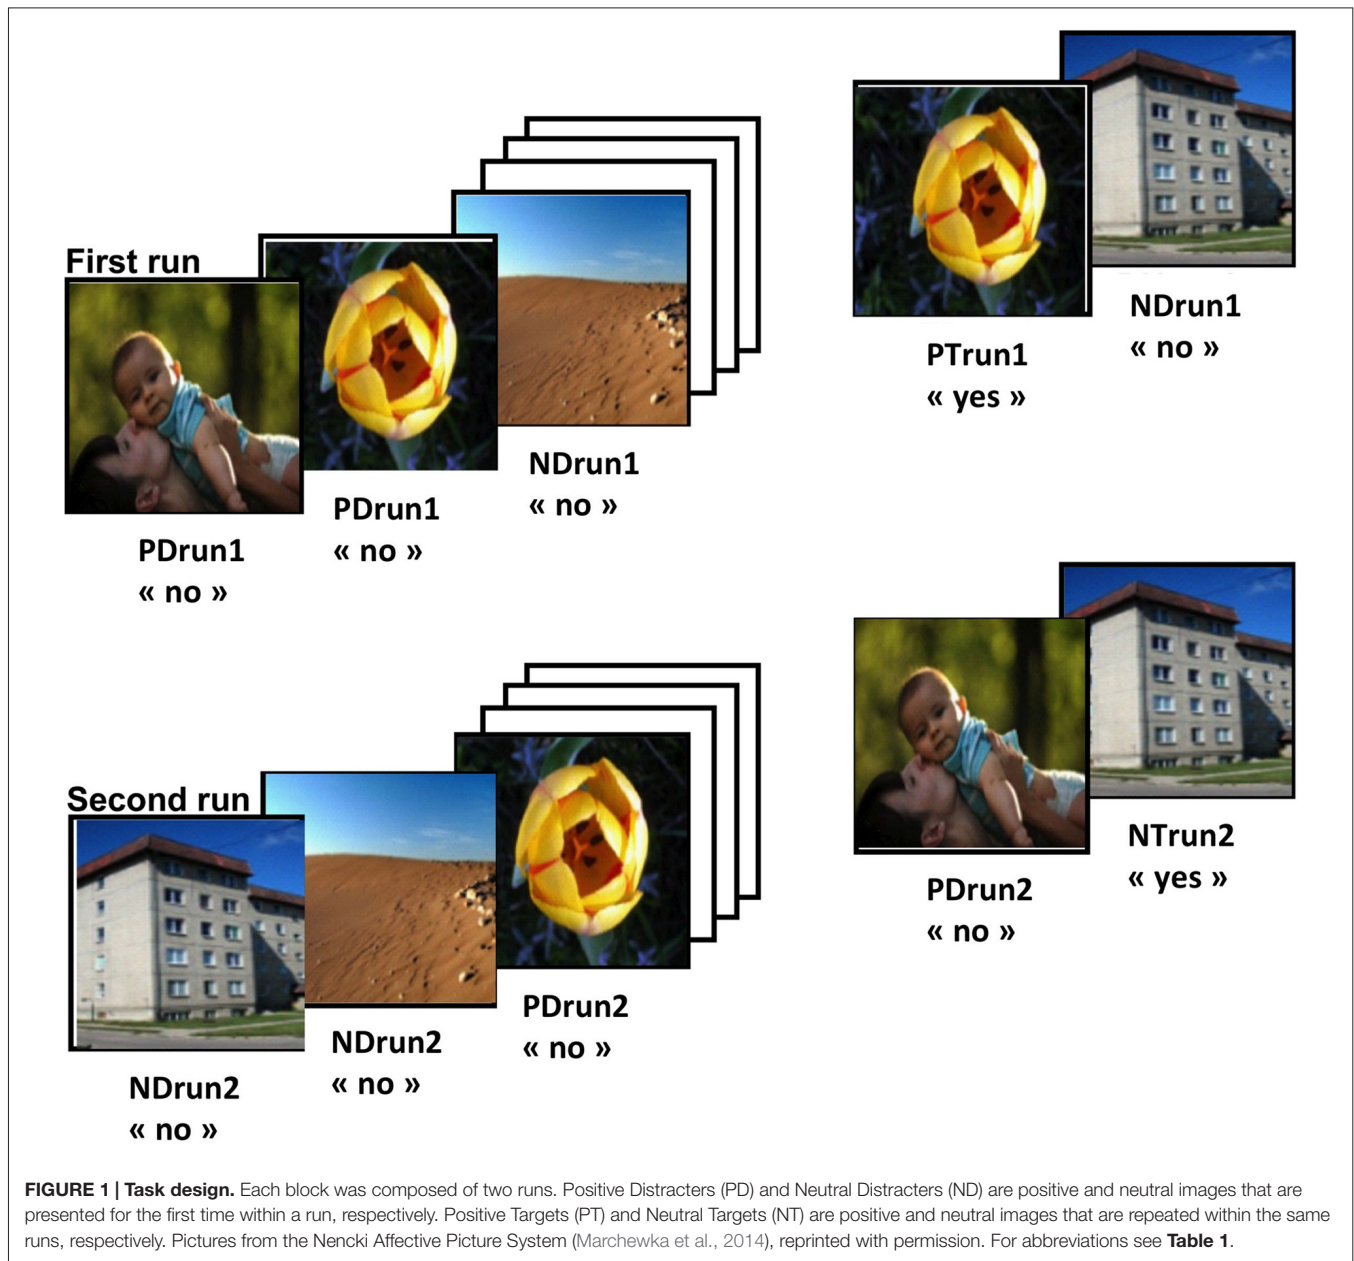 First run
PDrun1
« no »
PDrun1
« no »
NDrun1
« no »
PTrun1
« yes »
NDrun1
« no »
Second run
NDrun2
« no »
NDrun2
« no »
PDrun2
« no »
PDrun2
« no »
NTrun2
« yes »
FIGURE 1 | Task design. Each block was composed of two runs. Positive Distracters (PD) and Neutral Distracters (ND) are positive and neutral images that are
presented for the first time within a run, respectively. Positive Targets (PT) and Neutral Targets (NT) are positive and neutral images that are repeated within the same
runs, respectively. Pictures from the Nencki Affective Picture System (Marchewka et al., 2014), reprinted with permission. For abbreviations see Table 1.